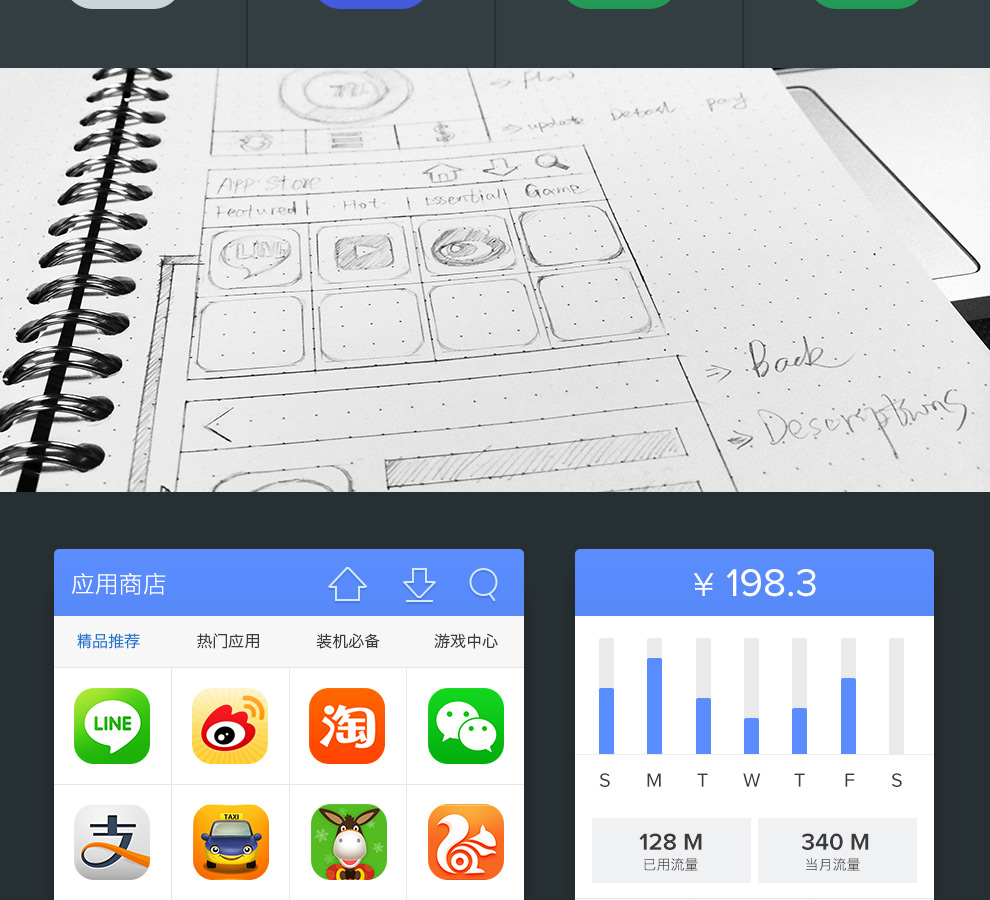 flow
update Detail pay
App Store
Featured Hot Essential Game
LINE
Back
Descriptions
应用商店
精品推荐 热门应用 装机必备 游戏中心
LINE
淘
支
TAXI
¥ 198.3
S M T W T F S
128 M 340 M
已用流量 当月流量